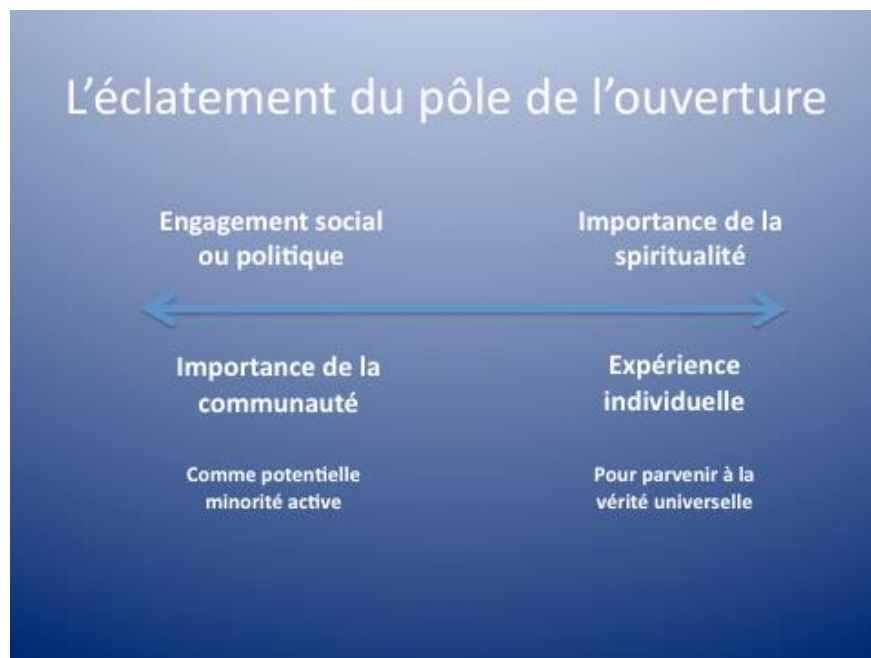 L’éclatement du pôle de l’ouverture
Engagement social
ou politique
Importance de la
spiritualité
Importance de la
communauté
Expérience
individuelle
Comme potentielle
minorité active
Pour parvenir à la
vérité universelle